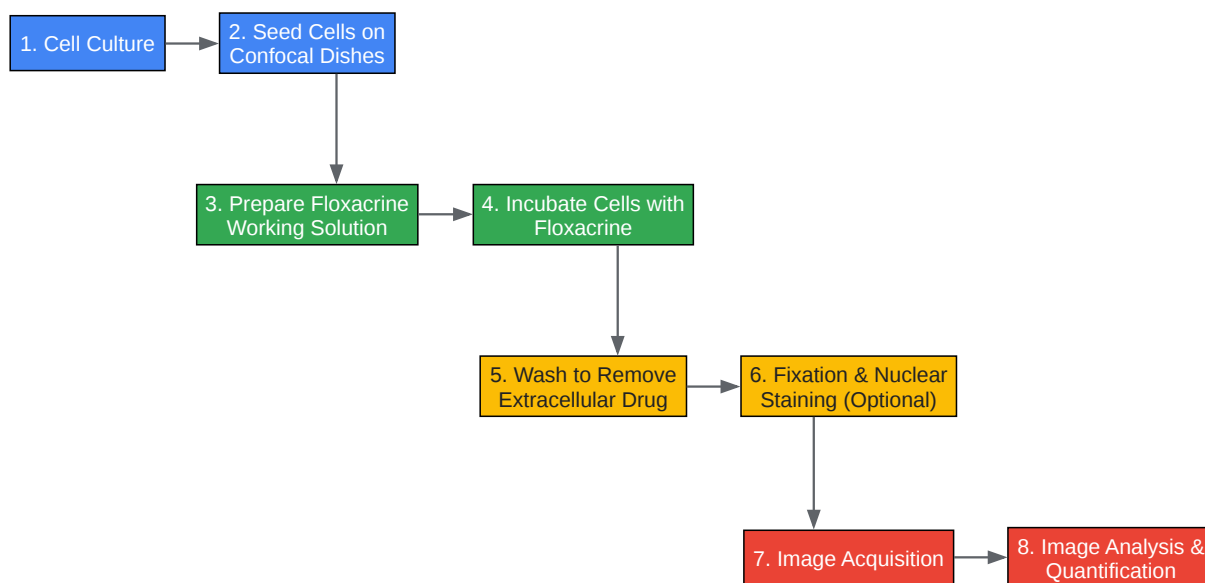 1. Cell Culture
2. Seed Cells on
Confocal Dishes
3. Prepare Floxacrine
Working Solution
4. Incubate Cells with
Floxacrine
5. Wash to Remove
Extracellular Drug
6. Fixation & Nuclear
Staining (Optional)
7. Image Acquisition
8. Image Analysis &
Quantification